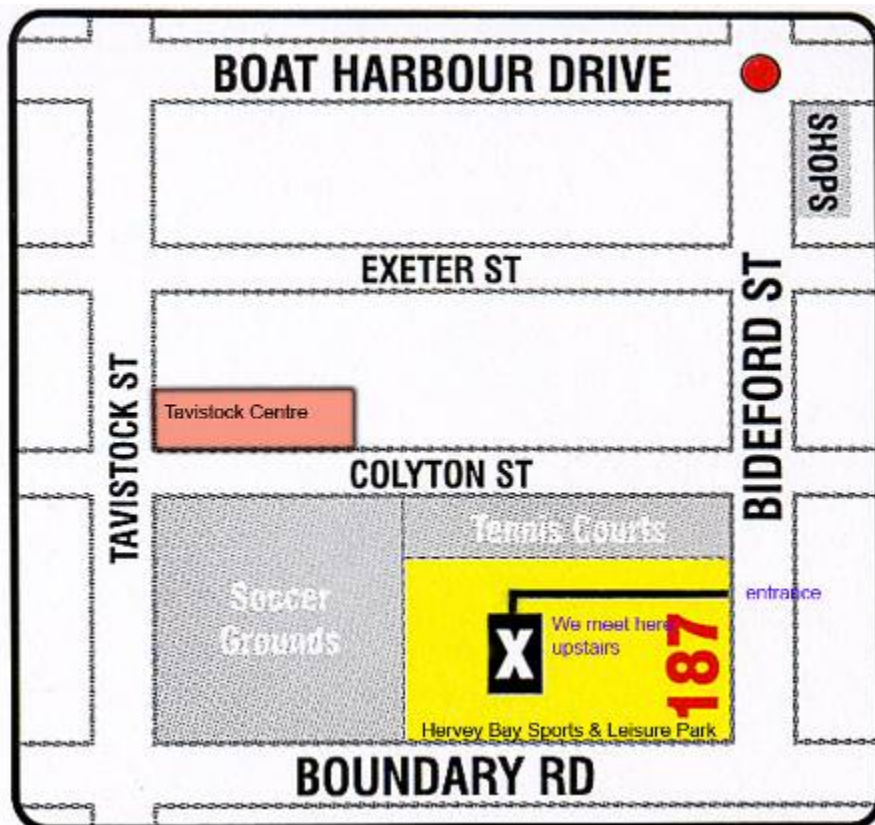 BOAT HARBOUR DRIVE
SHOPS
EXETER ST
BIDEFORD ST
TAVISTOCK ST
Tavistock Centre
COLYTON ST
Tennis Courts
Soccer
Grounds
entrance
We meet here
upstairs
X
187
Hervey Bay Sports & Leisure Park
BOUNDARY RD